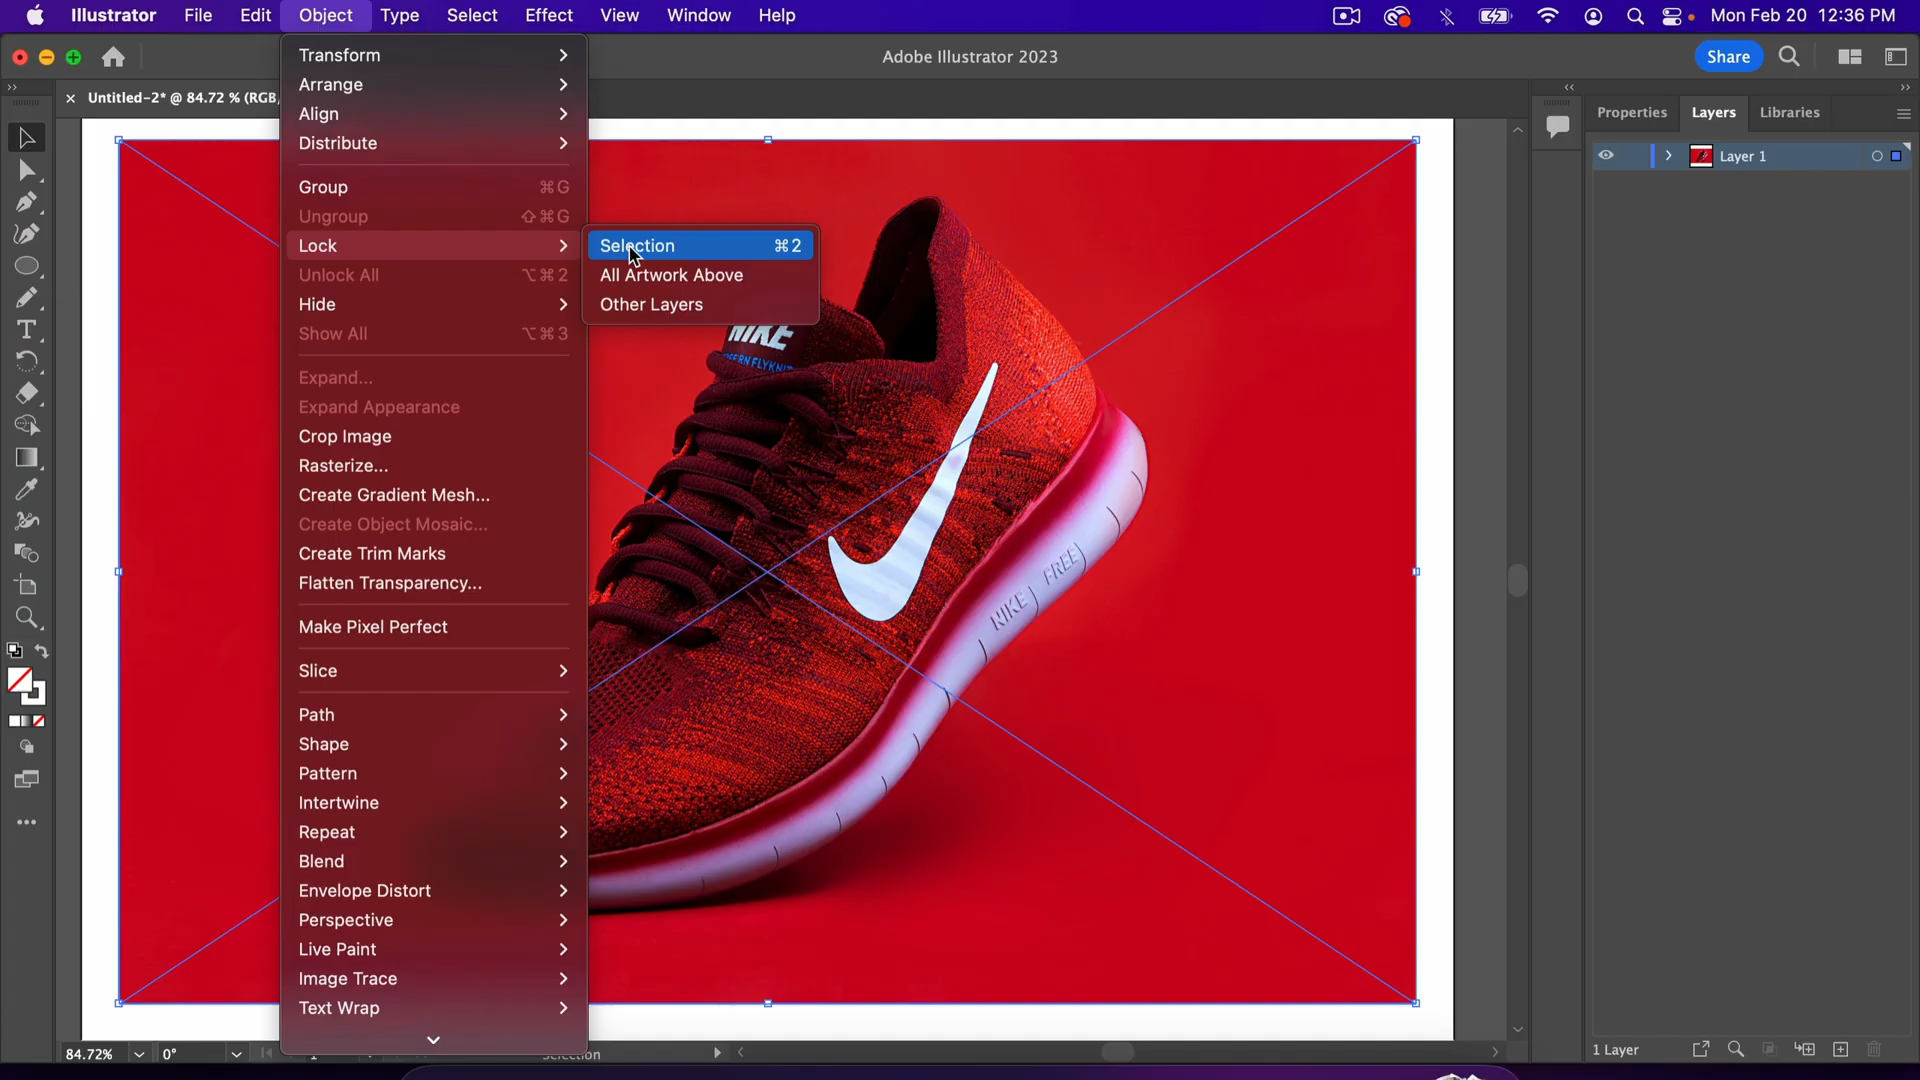 Illustrator File Edit Object Type Select Effect View Window Help Mon Feb 20 12:36 PM
Adobe Illustrator 2023
Share
Untitled-2* @ 84.72 % (RGB
Transform
Arrange
Align
Distribute
Group ⌘G
Ungroup ⇧⌘G
Lock
Unlock All ⌥⌘2
Hide
Show All ⌥⌘3
Expand...
Expand Appearance
Crop Image
Rasterize...
Create Gradient Mesh...
Create Object Mosaic...
Create Trim Marks
Flatten Transparency...
Make Pixel Perfect
Slice
Path
Shape
Pattern
Intertwine
Repeat
Blend
Envelope Distort
Perspective
Live Paint
Image Trace
Text Wrap
Selection ⌘2
All Artwork Above
Other Layers
NIKE
NIKE FREE
Properties Layers Libraries
Layer 1
84.72% 0° Selection
1 Layer